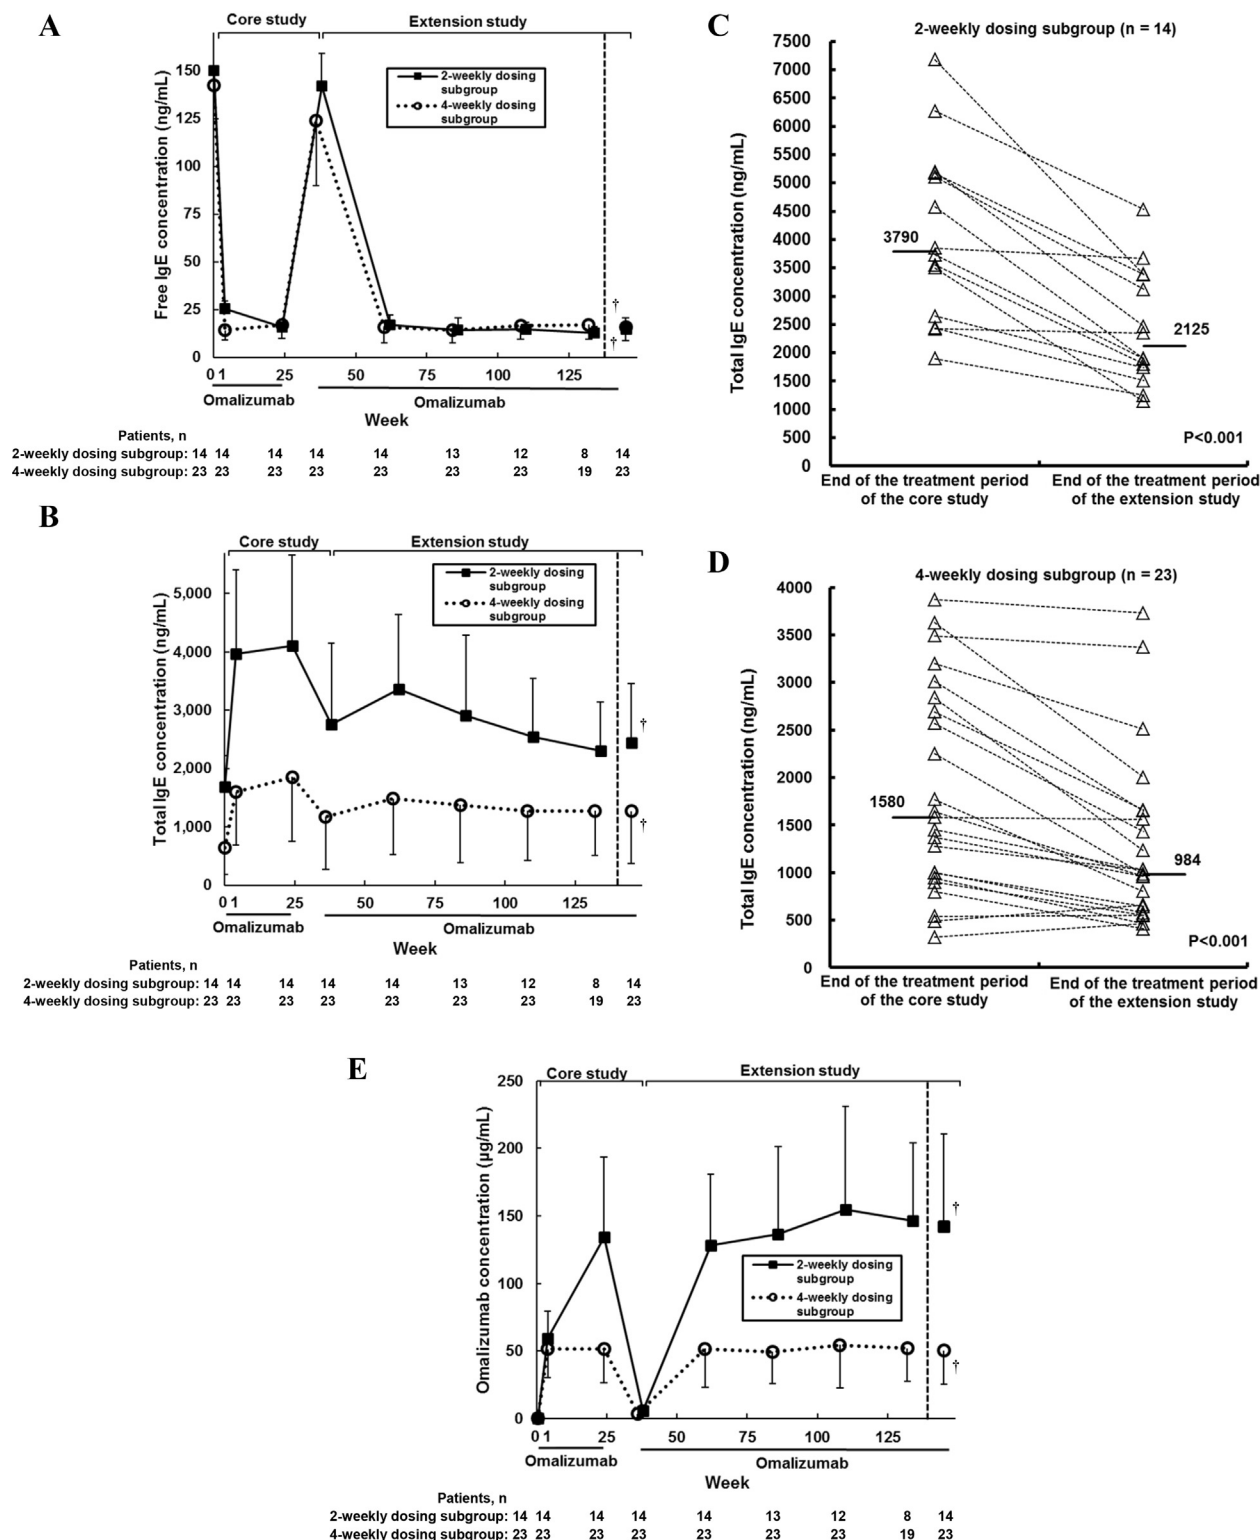 A
Core study
Extension study
Free IgE concentration (ng/mL)
150
125
100
75
50
25
0
2-weekly dosing
subgroup
4-weekly dosing
subgroup
†
†
0 1 25 50 75 100 125
Omalizumab
Omalizumab
Week
Patients, n
2-weekly dosing subgroup: 14 14 14 14 14 13 12 8 14
4-weekly dosing subgroup: 23 23 23 23 23 23 23 19 23
B
Core study
Extension study
Total IgE concentration (ng/mL)
5,000
4,000
3,000
2,000
1,000
0
2-weekly dosing
subgroup
4-weekly dosing
subgroup
†
†
0 1 25 50 75 100 125
Omalizumab
Omalizumab
Week
Patients, n
2-weekly dosing subgroup: 14 14 14 14 14 13 12 8 14
4-weekly dosing subgroup: 23 23 23 23 23 23 23 19 23
C
2-weekly dosing subgroup (n = 14)
Total IgE concentration (ng/mL)
7500
7000
6500
6000
5500
5000
4500
4000
3500
3000
2500
2000
1500
1000
500
0
3790
2125
P<0.001
End of the treatment period
of the core study
End of the treatment period
of the extension study
D
4-weekly dosing subgroup (n = 23)
Total IgE concentration (ng/mL)
4000
3500
3000
2500
2000
1500
1000
500
0
1580
984
P<0.001
End of the treatment period
of the core study
End of the treatment period
of the extension study
E
Core study
Extension study
Omalizumab concentration (µg/mL)
250
200
150
100
50
0
2-weekly dosing
subgroup
4-weekly dosing
subgroup
†
†
0 1 25 50 75 100 125
Omalizumab
Omalizumab
Week
Patients, n
2-weekly dosing subgroup: 14 14 14 14 14 13 12 8 14
4-weekly dosing subgroup: 23 23 23 23 23 23 23 19 23